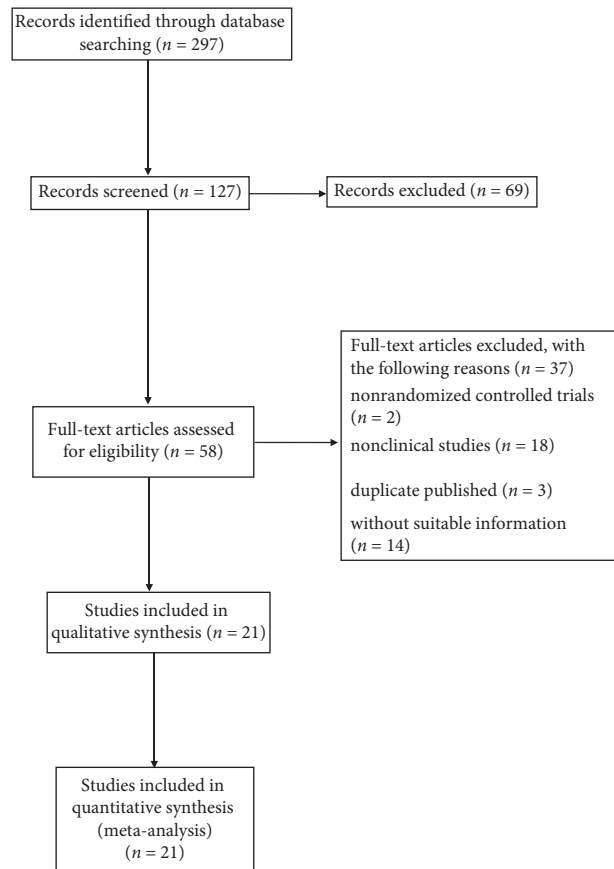 Records identified through database
searching (n = 297)
Records screened (n = 127)
Records excluded (n = 69)
Full-text articles assessed
for eligibility (n = 58)
Full-text articles excluded, with
the following reasons (n = 37)
nonrandomized controlled trials
(n = 2)
nonclinical studies (n = 18)
duplicate published (n = 3)
without suitable information
(n = 14)
Studies included in
qualitative synthesis (n = 21)
Studies included in
quantitative synthesis
(meta-analysis)
(n = 21)